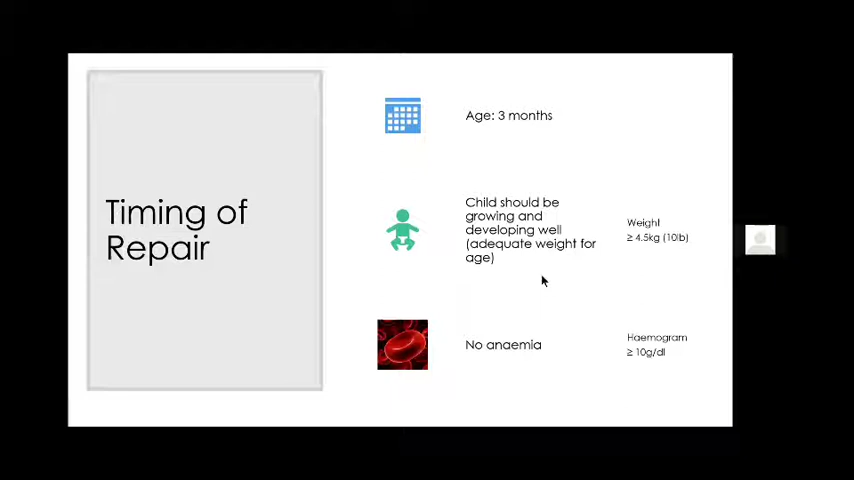 Timing of
Repair
Age: 3 months
Child should be
growing and
developing well
(adequate weight for
age)
Weight
≥ 4.5kg (10lb)
No anaemia
Haemogram
≥ 10g/dl